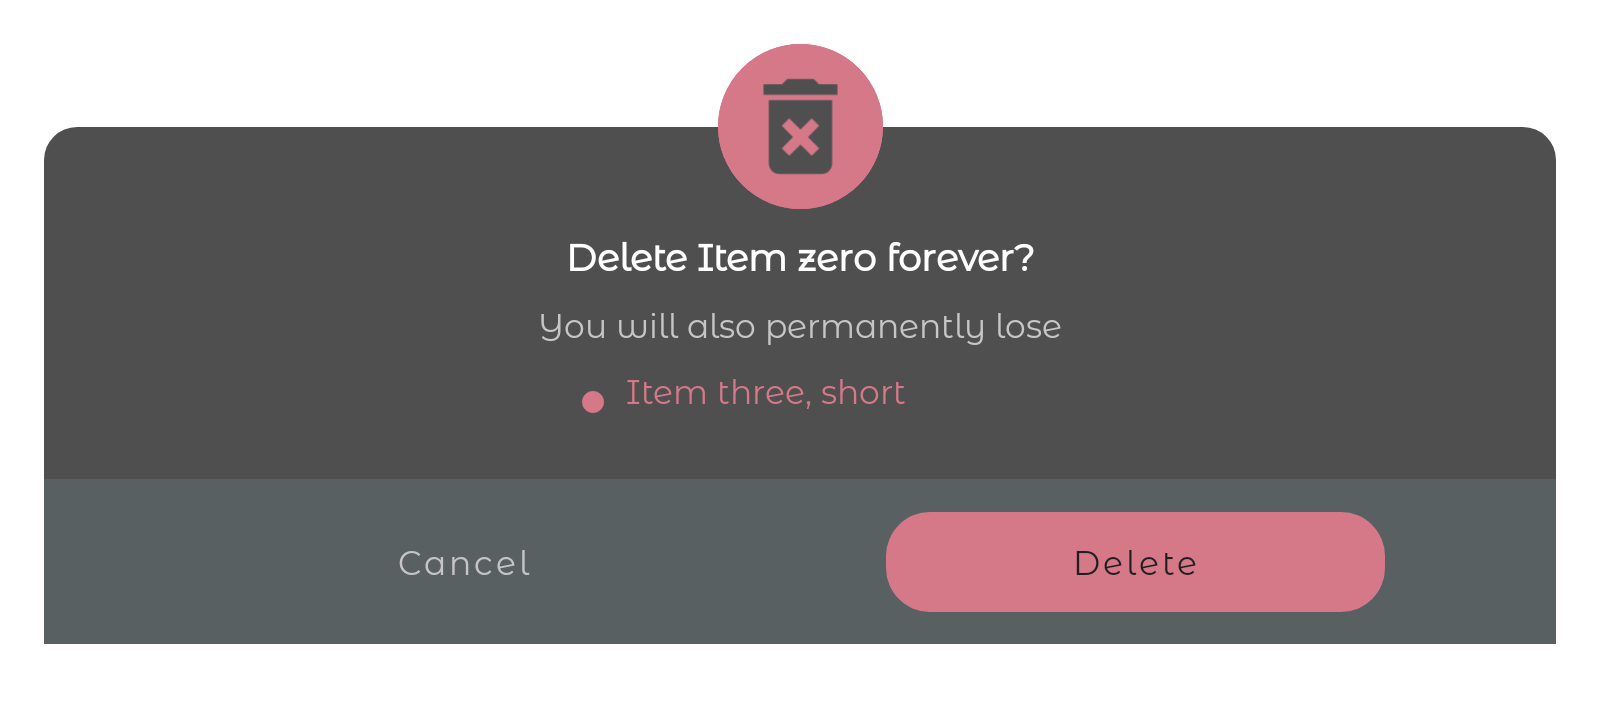 Delete Item zero forever?
You will also permanently lose
Item three, short
Cancel
Delete